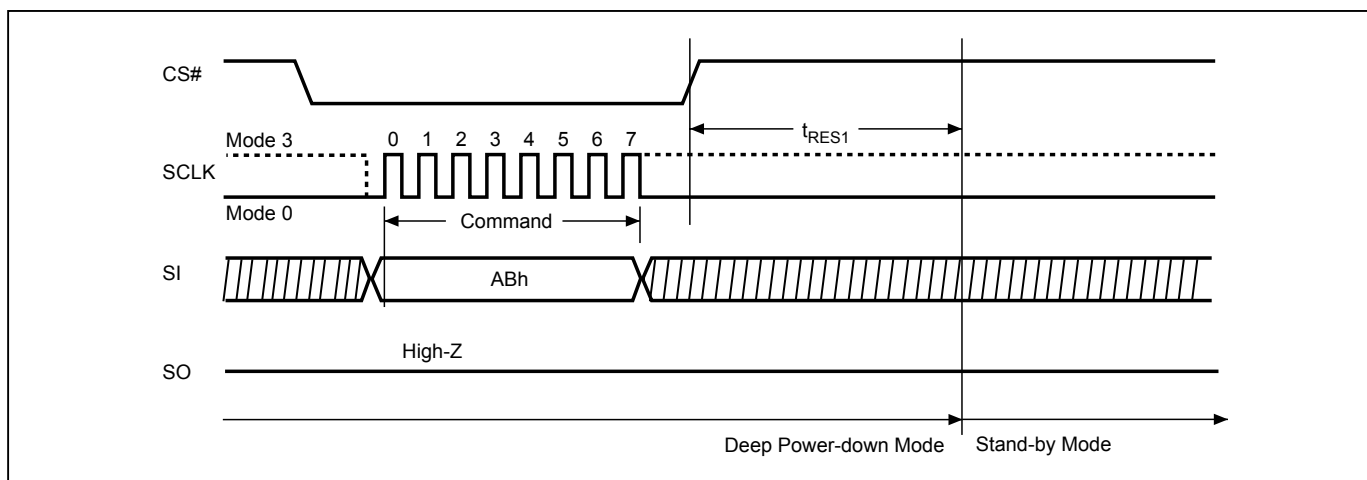 CS#
tRES1
Mode 3
0 1 2 3 4 5 6 7
SCLK
Mode 0
Command
SI
ABh
High-Z
SO
Deep Power-down Mode
Stand-by Mode